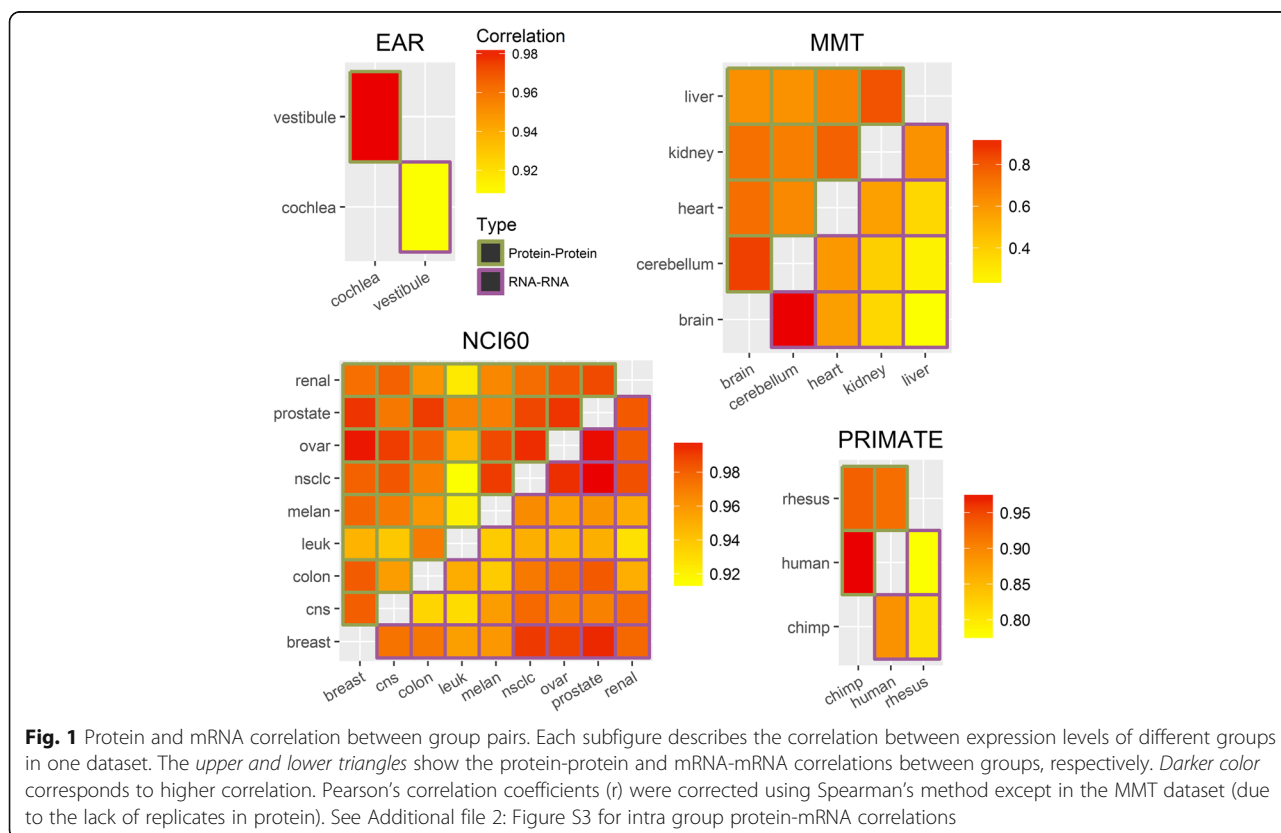 EAR
Correlation
0.98
0.96
0.94
0.92
vestibule
cochlea
cochlea
vestibule
Type
Protein-Protein
RNA-RNA
MMT
liver
kidney
heart
cerebellum
brain
brain
cerebellum
heart
kidney
liver
0.8
0.6
0.4
NCI60
renal
prostate
ovar
nsclc
melan
leuk
colon
cns
breast
breast
cns
colon
leuk
melan
nsclc
ovar
prostate
renal
0.98
0.96
0.94
0.92
PRIMATE
rhesus
human
chimp
chimp
human
rhesus
0.95
0.90
0.85
0.80
Fig. 1 Protein and mRNA correlation between group pairs. Each subfigure describes the correlation between expression levels of different groups
in one dataset. The upper and lower triangles show the protein-protein and mRNA-mRNA correlations between groups, respectively. Darker color
corresponds to higher correlation. Pearson's correlation coefficients (r) were corrected using Spearman's method except in the MMT dataset (due
to the lack of replicates in protein). See Additional file 2: Figure S3 for intra group protein-mRNA correlations